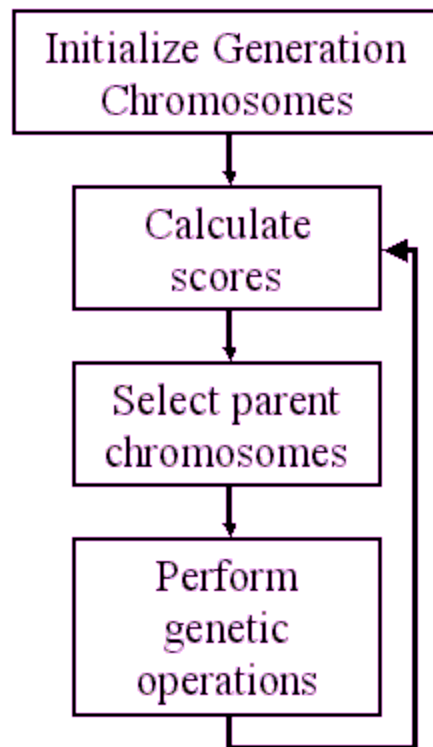 Initialize Generation
Chromosomes
Calculate
scores
Select parent
chromosomes
Perform
genetic
operations